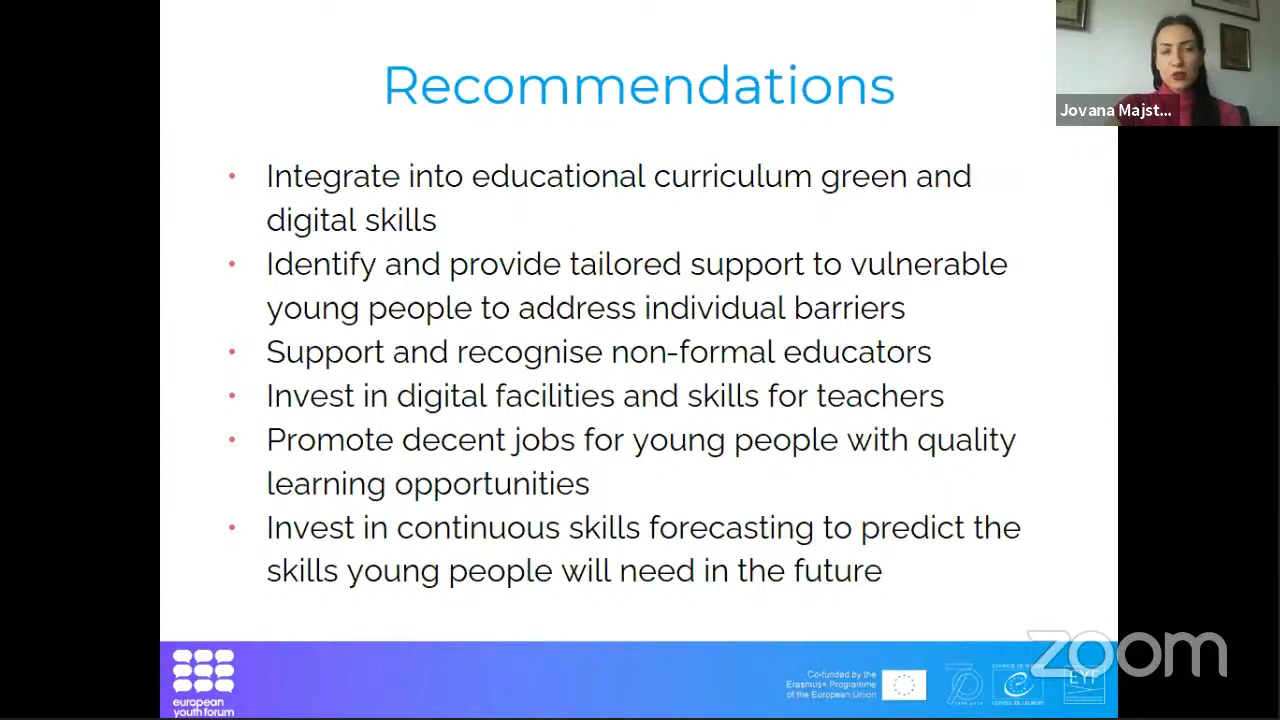 Recommendations
Jovana Majst...
• Integrate into educational curriculum green and
digital skills
• Identify and provide tailored support to vulnerable
young people to address individual barriers
• Support and recognise non-formal educators
• Invest in digital facilities and skills for teachers
• Promote decent jobs for young people with quality
learning opportunities
• Invest in continuous skills forecasting to predict the
skills young people will need in the future
european
youth forum
Co-funded by the
Erasmus+ Programme
of the European Union
70
EYF
zoom